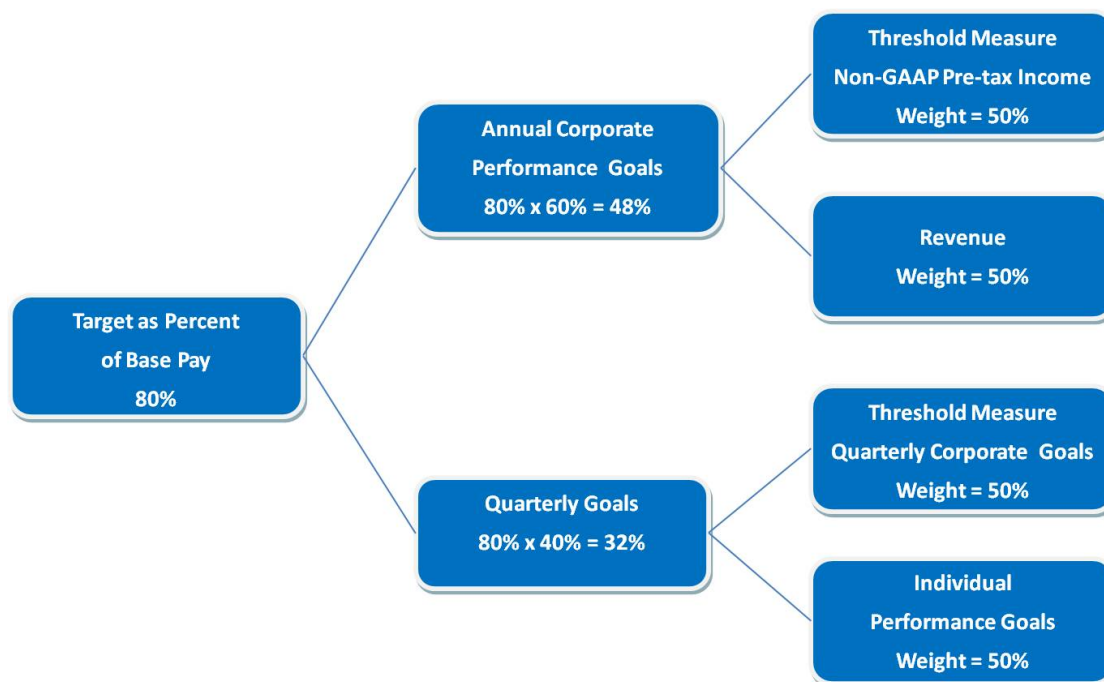 Target as Percent
of Base Pay
80%
Annual Corporate
Performance Goals
80% x 60% = 48%
Threshold Measure
Non-GAAP Pre-tax Income
Weight = 50%
Revenue
Weight = 50%
Quarterly Goals
80% x 40% = 32%
Threshold Measure
Quarterly Corporate Goals
Weight = 50%
Individual
Performance Goals
Weight = 50%